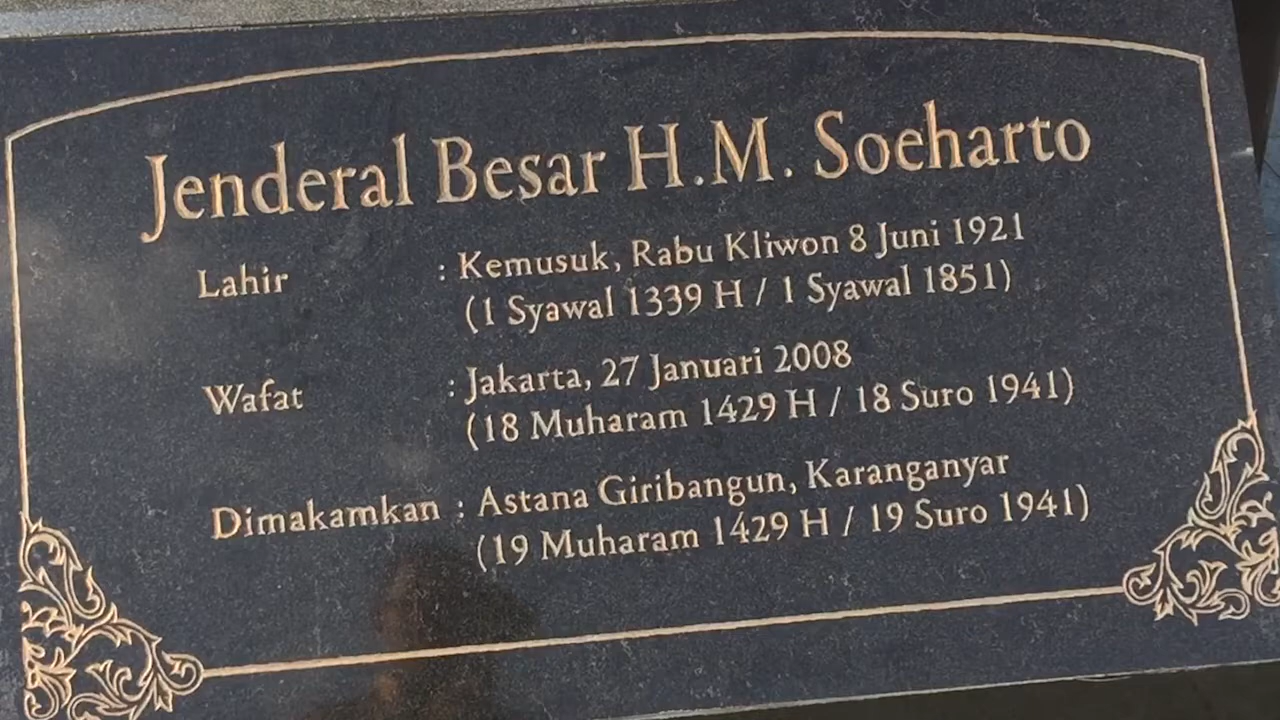 Jenderal Besar H.M. Soeharto
Lahir : Kemusuk, Rabu Kliwon 8 Juni 1921
(1 Syawal 1339 H / 1 Syawal 1851)
Wafat : Jakarta, 27 Januari 2008
(18 Muharam 1429 H / 18 Suro 1941)
Dimakamkan : Astana Giribangun, Karanganyar
(19 Muharam 1429 H / 19 Suro 1941)